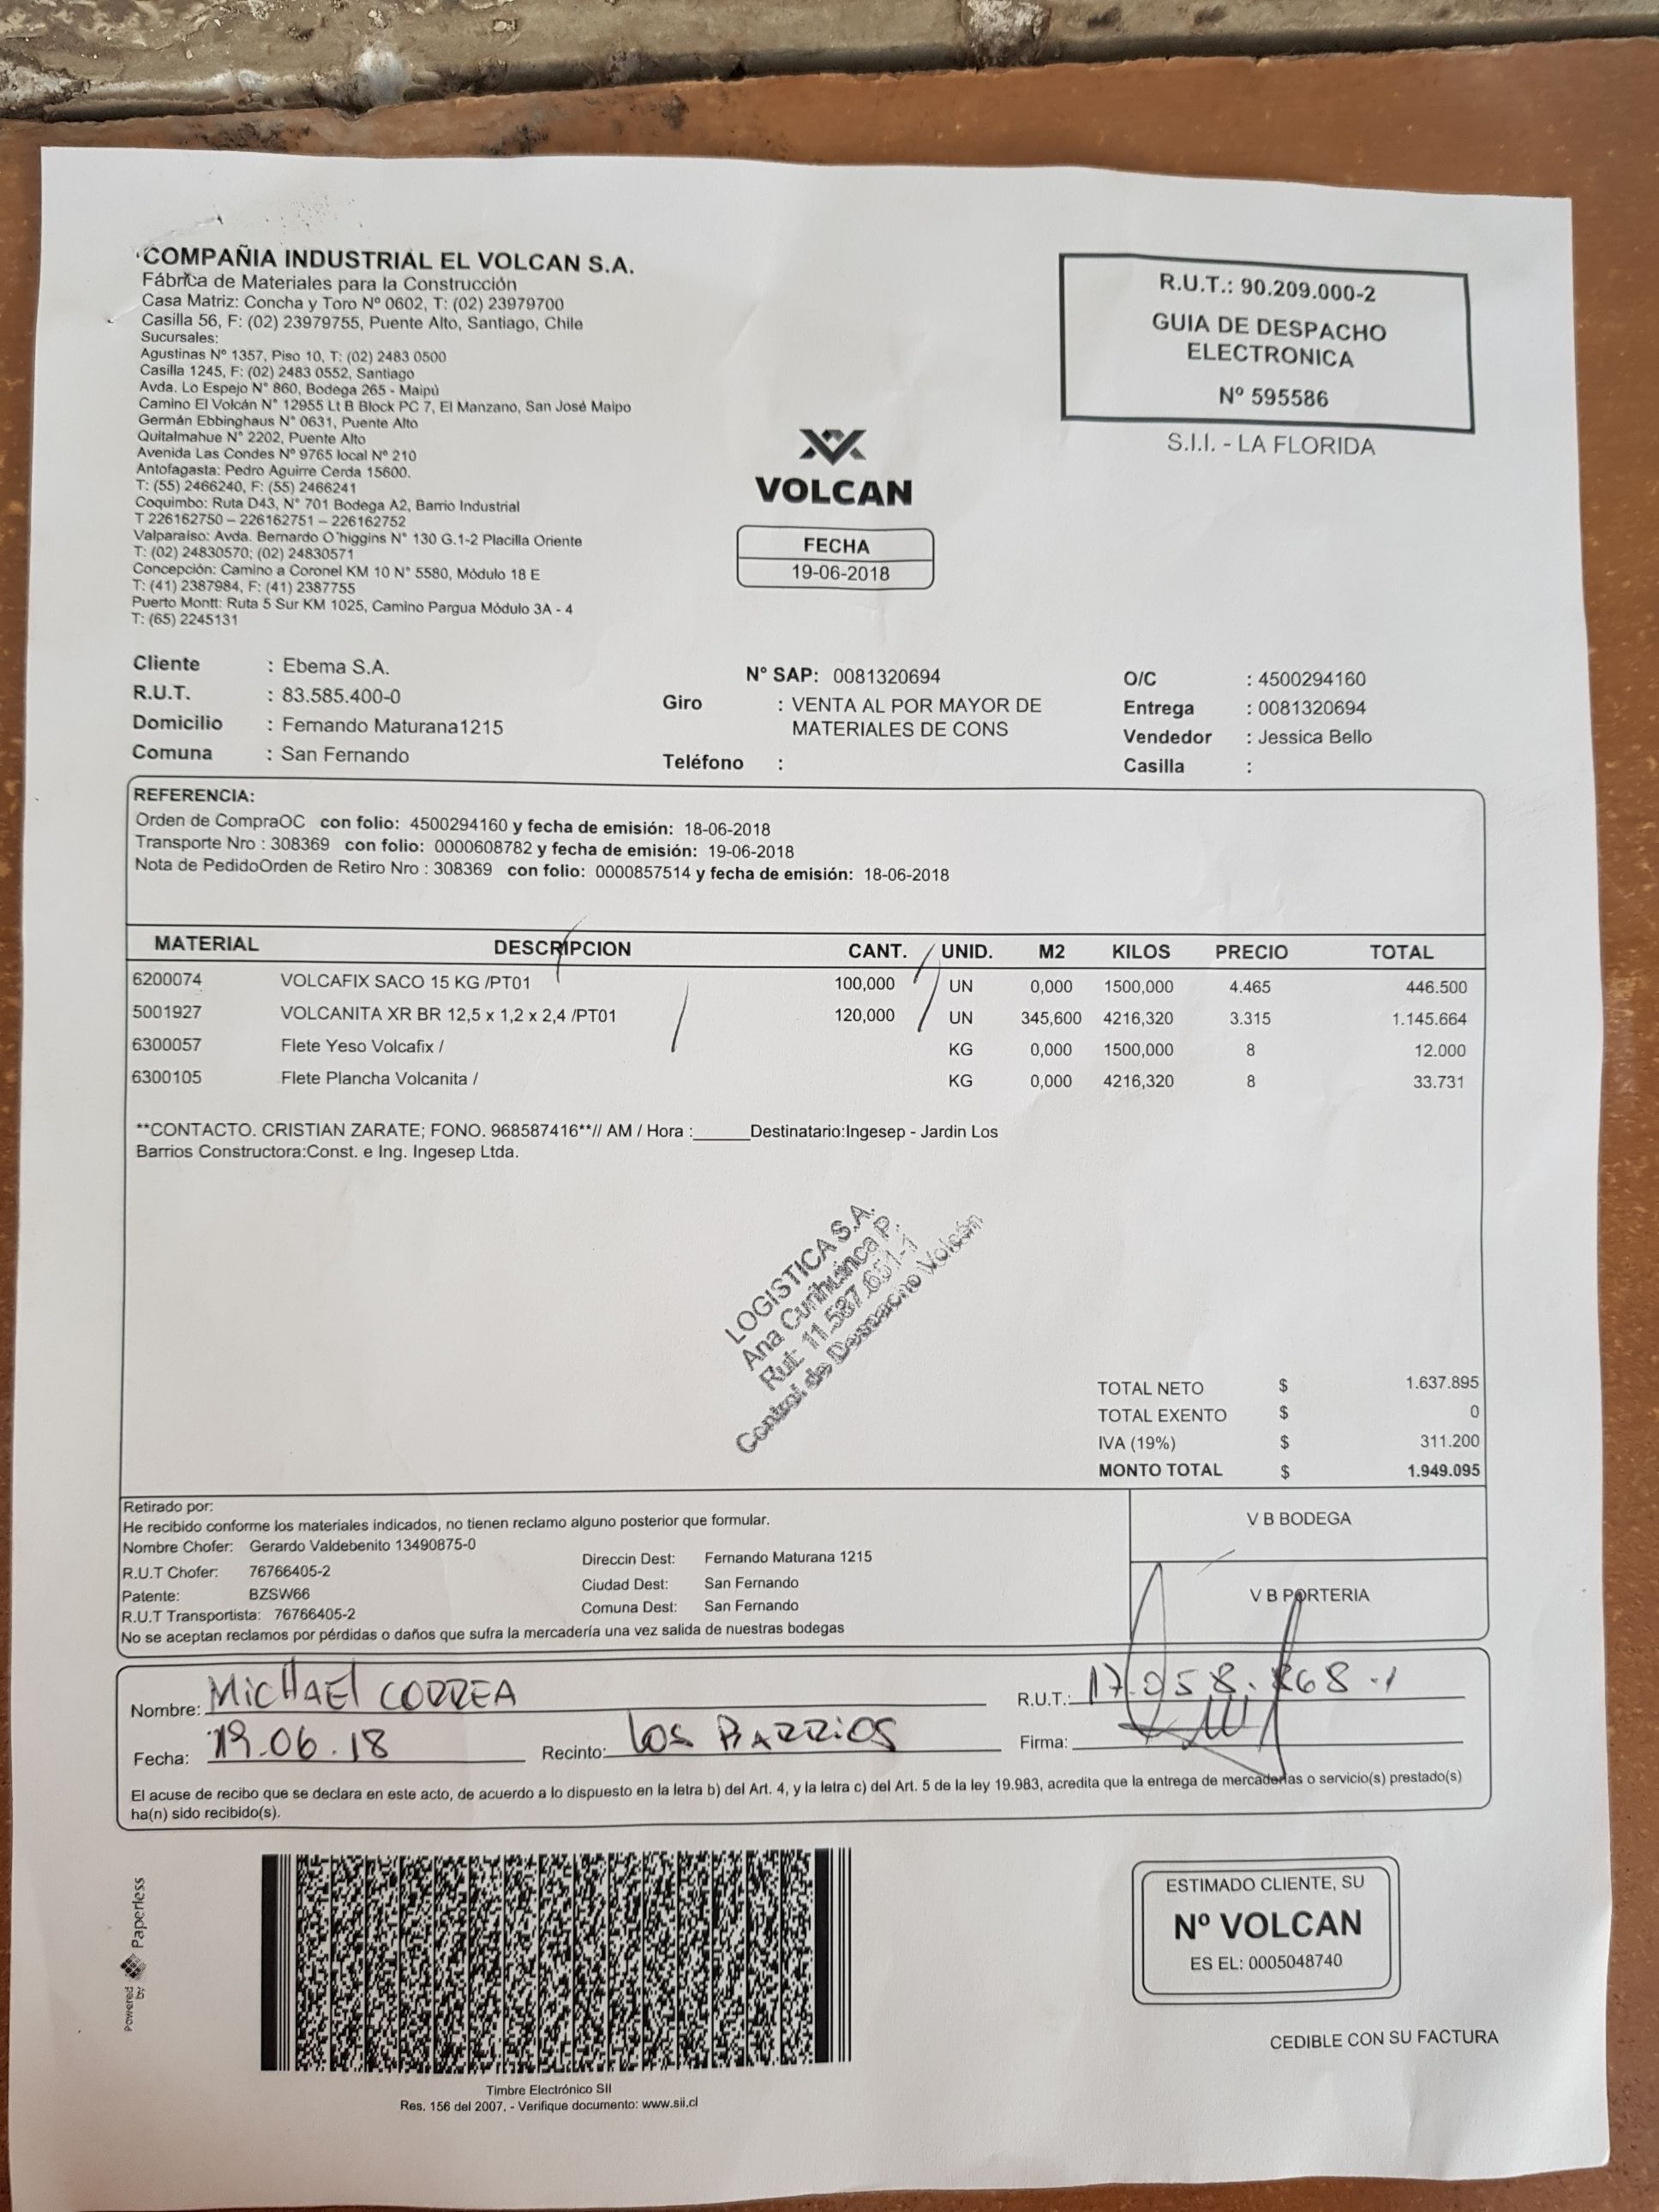 COMPAÑIA INDUSTRIAL EL VOLCAN S.A.
Fábrica de Materiales para la Construcción
Casa Matriz: Concha y Toro Nº 0602, T: (02) 23979700
Casilla 56, F: (02) 23979755, Puente Alto, Santiago, Chile
Sucursales:
Agustinas Nº 1357, Piso 10, T: (02) 2483 0500
Casilla 1245, F: (02) 2483 0552, Santiago
Avda. Lo Espejo N° 860, Bodega 265 - Maipú
Camino El Volcán N° 12955 Lt B Block PC 7, El Manzano, San José Maipo
Germán Ebbinghaus N° 0631, Puente Alto
Quitalmahue N° 2202, Puente Alto
Avenida Las Condes Nº 9765 local Nº 210
Antofagasta: Pedro Aguirre Cerda 15600.
T: (55) 2466240, F: (55) 2466241
Coquimbo: Ruta D43, N° 701 Bodega A2, Barrio Industrial
T 226162750 – 226162751 – 226162752
Valparaíso: Avda. Bernardo O´higgins N° 130 G.1-2 Placilla Oriente
T: (02) 24830570; (02) 24830571
Concepción: Camino a Coronel KM 10 N° 5580, Módulo 18 E
T: (41) 2387984, F: (41) 2387755
Puerto Montt: Ruta 5 Sur KM 1025, Camino Pargua Módulo 3A - 4
T: (65) 2245131
VOLCAN
FECHA
19-06-2018
R.U.T.: 90.209.000-2
GUIA DE DESPACHO
ELECTRONICA
Nº 595586
S.I.I. - LA FLORIDA
Cliente : Ebema S.A.
R.U.T. : 83.585.400-0
Domicilio : Fernando Maturana1215
Comuna : San Fernando
N° SAP: 0081320694
Giro : VENTA AL POR MAYOR DE
MATERIALES DE CONS
Teléfono :
O/C : 4500294160
Entrega : 0081320694
Vendedor : Jessica Bello
Casilla :
REFERENCIA:
Orden de CompraOC con folio: 4500294160 y fecha de emisión: 18-06-2018
Transporte Nro : 308369 con folio: 0000608782 y fecha de emisión: 19-06-2018
Nota de PedidoOrden de Retiro Nro : 308369 con folio: 0000857514 y fecha de emisión: 18-06-2018
MATERIAL DESCRIPCION CANT. UNID. M2 KILOS PRECIO TOTAL
6200074 VOLCAFIX SACO 15 KG /PT01 100,000 UN 0,000 1500,000 4.465 446.500
5001927 VOLCANITA XR BR 12,5 x 1,2 x 2,4 /PT01 120,000 UN 345,600 4216,320 3.315 1.145.664
6300057 Flete Yeso Volcafix / KG 0,000 1500,000 8 12.000
6300105 Flete Plancha Volcanita / KG 0,000 4216,320 8 33.731
**CONTACTO. CRISTIAN ZARATE; FONO. 968587416**// AM / Hora :______Destinatario:Ingesep - Jardin Los
Barrios Constructora:Const. e Ing. Ingesep Ltda.
LOGISTICA S.A.
Ana Curihuinca P.
Rut: 11.587.651-1
Control de Despacho Volcán
TOTAL NETO $ 1.637.895
TOTAL EXENTO $ 0
IVA (19%) $ 311.200
MONTO TOTAL $ 1.949.095
Retirado por:
He recibido conforme los materiales indicados, no tienen reclamo alguno posterior que formular.
Nombre Chofer: Gerardo Valdebenito 13490875-0
R.U.T Chofer: 76766405-2
Patente: BZSW66
R.U.T Transportista: 76766405-2
Direccin Dest: Fernando Maturana 1215
Ciudad Dest: San Fernando
Comuna Dest: San Fernando
No se aceptan reclamos por pérdidas o daños que sufra la mercadería una vez salida de nuestras bodegas
V B BODEGA
V B PORTERIA
Nombre: MICHAEL CORREA
R.U.T.: 17.058.868-1
Fecha: 19.06.18
Recinto: LOS BARRIOS
Firma:
El acuse de recibo que se declara en este acto, de acuerdo a lo dispuesto en la letra b) del Art. 4, y la letra c) del Art. 5 de la ley 19.983, acredita que la entrega de mercaderías o servicio(s) prestado(s)
ha(n) sido recibido(s).
Powered by Paperless
Timbre Electrónico SII
Res. 156 del 2007. - Verifique documento: www.sii.cl
ESTIMADO CLIENTE, SU
Nº VOLCAN
ES EL: 0005048740
CEDIBLE CON SU FACTURA